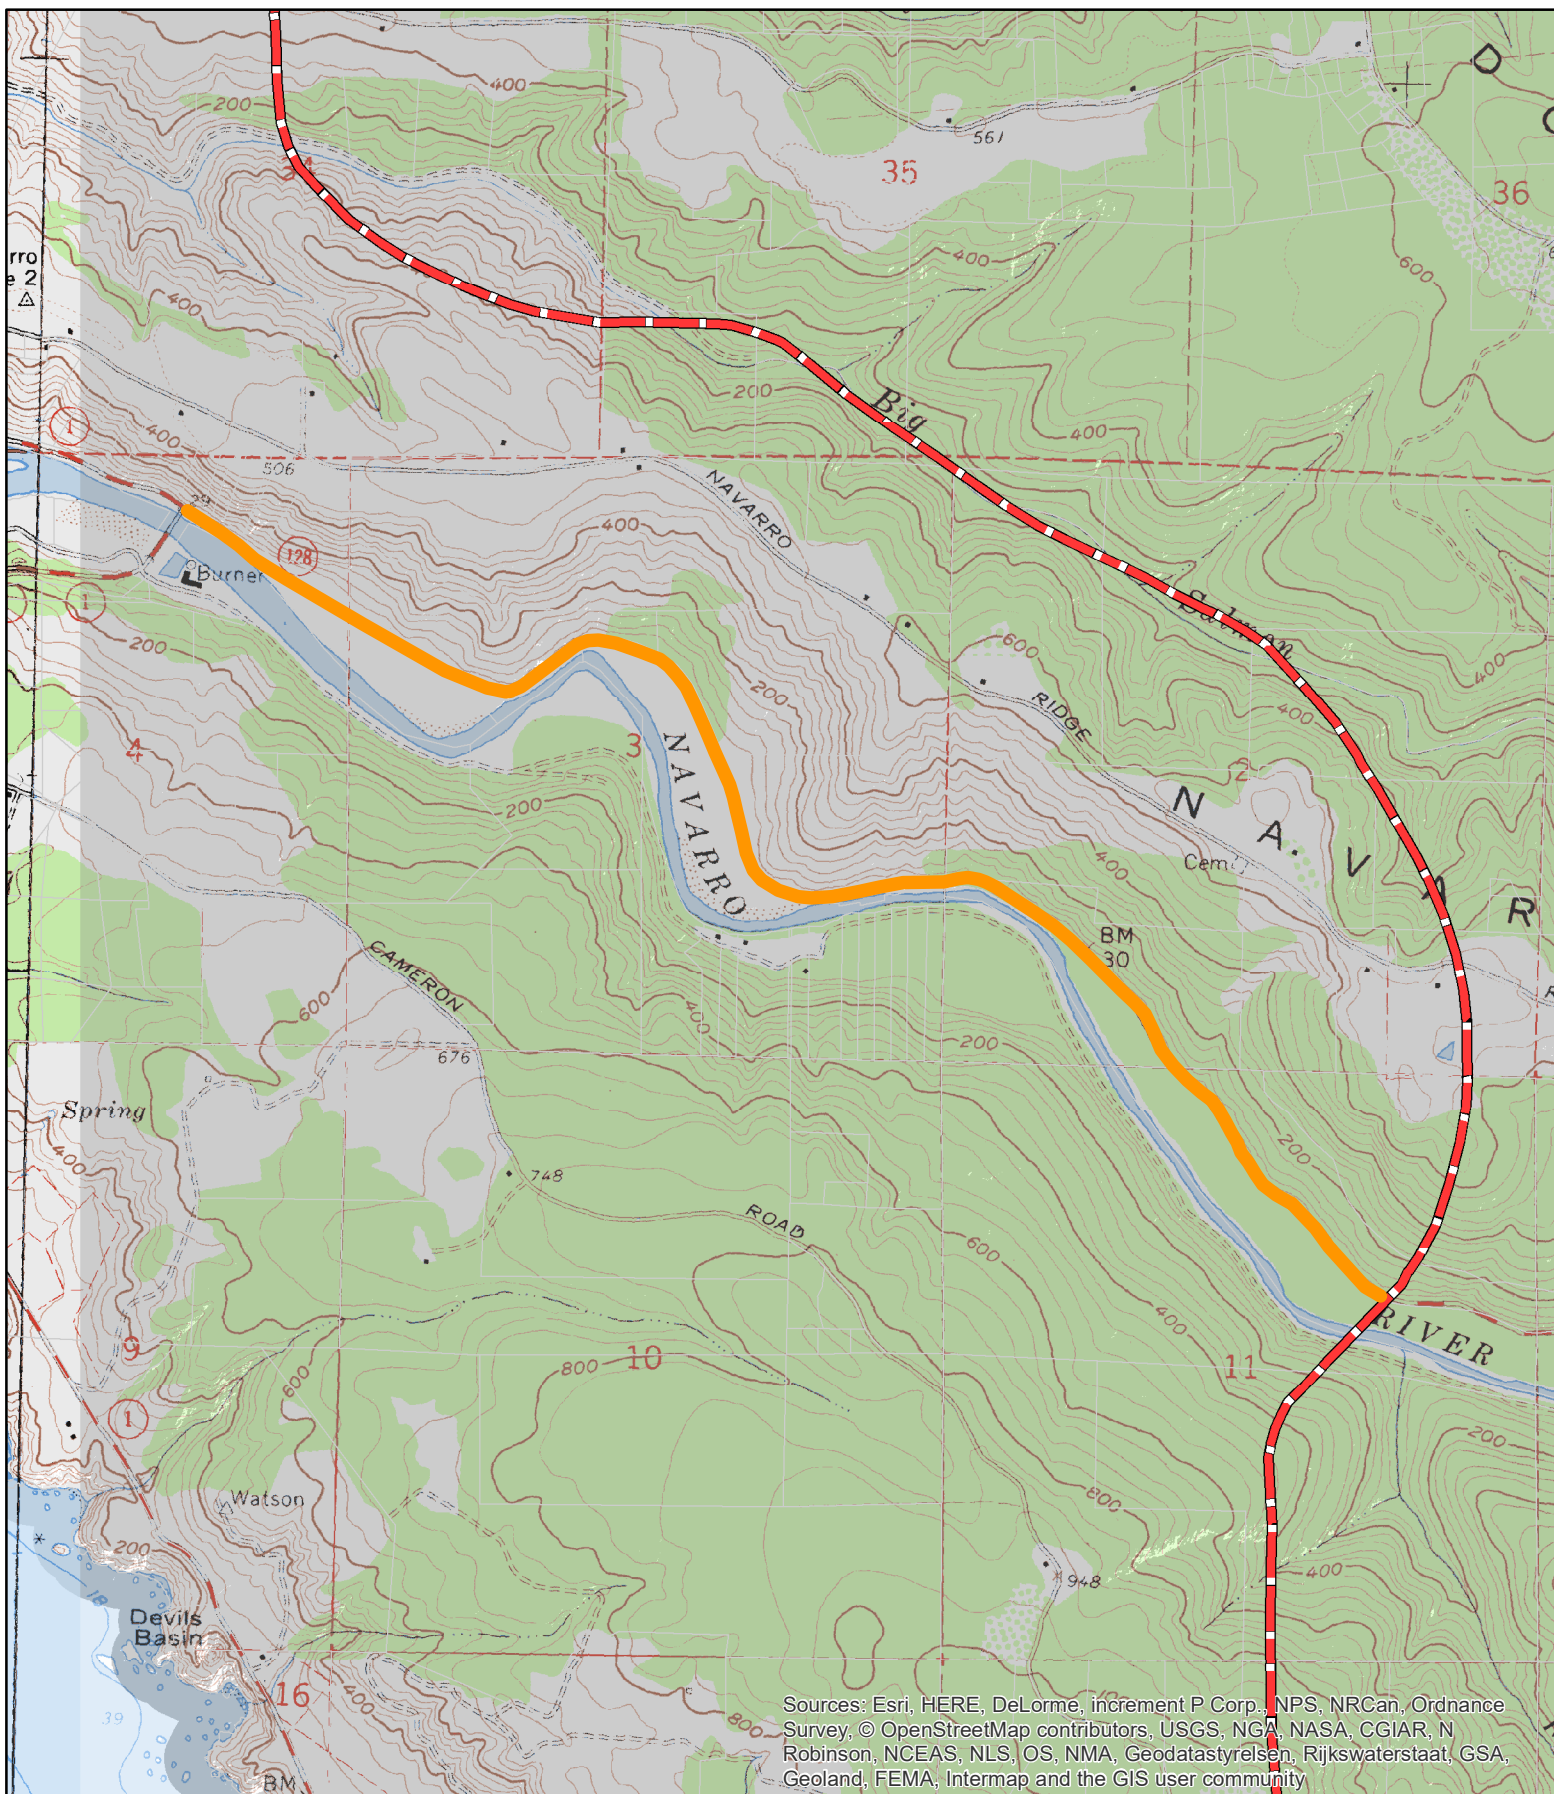 D
400
200
561
35
34
36
rro
e 2
400
400
600
200
Big
400
1
400
506
NAVARRO
400
128
Burner
1
Salmon
200
600
400
200
RIDGE
400
4
3
NAVARRO
2
200
N A. V A R
Cem
400
BM
30
CAMERON
600
400
200
676
Spring
400
200
748
ROAD
600
400
RIVER
9
10
11
800
600
1
200
Watson
800
200
948
400
18
Devils
Basin
16
400
39
800
BM
Sources: Esri, HERE, DeLorme, increment P Corp., NPS, NRCan, Ordnance
Survey, © OpenStreetMap contributors, USGS, NGA, NASA, CGIAR, N
Robinson, NCEAS, NLS, OS, NMA, Geodatastyrelsen, Rijkswaterstaat, GSA,
Geoland, FEMA, Intermap and the GIS user community